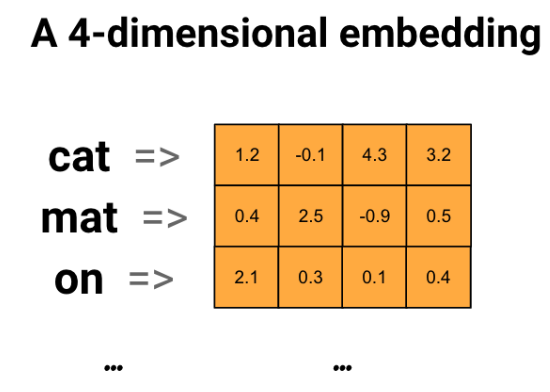 A 4-dimensional embedding
cat => 1.2 -0.1 4.3 3.2
mat => 0.4 2.5 -0.9 0.5
on => 2.1 0.3 0.1 0.4
... ...